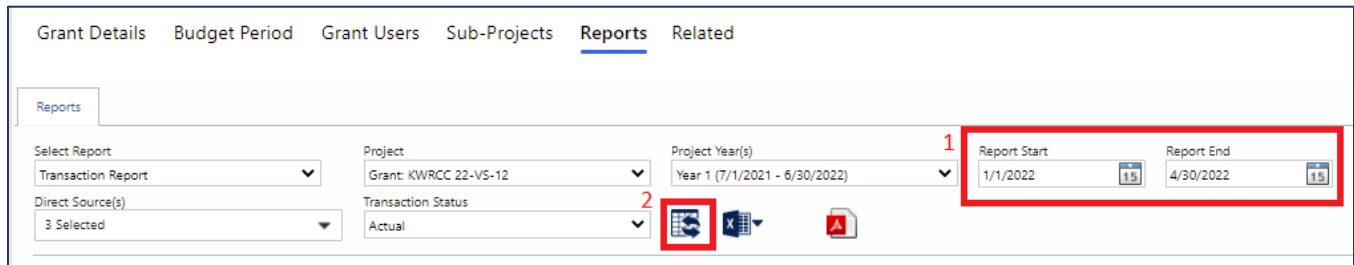 Grant Details Budget Period Grant Users Sub-Projects Reports Related
Reports
Select Report Project Project Year(s) 1 Report Start Report End
Transaction Report Grant: KWRCC 22-VS-12 Year 1 (7/1/2021 - 6/30/2022) 1/1/2022 15 4/30/2022 15
Direct Source(s) Transaction Status 2
3 Selected Actual X